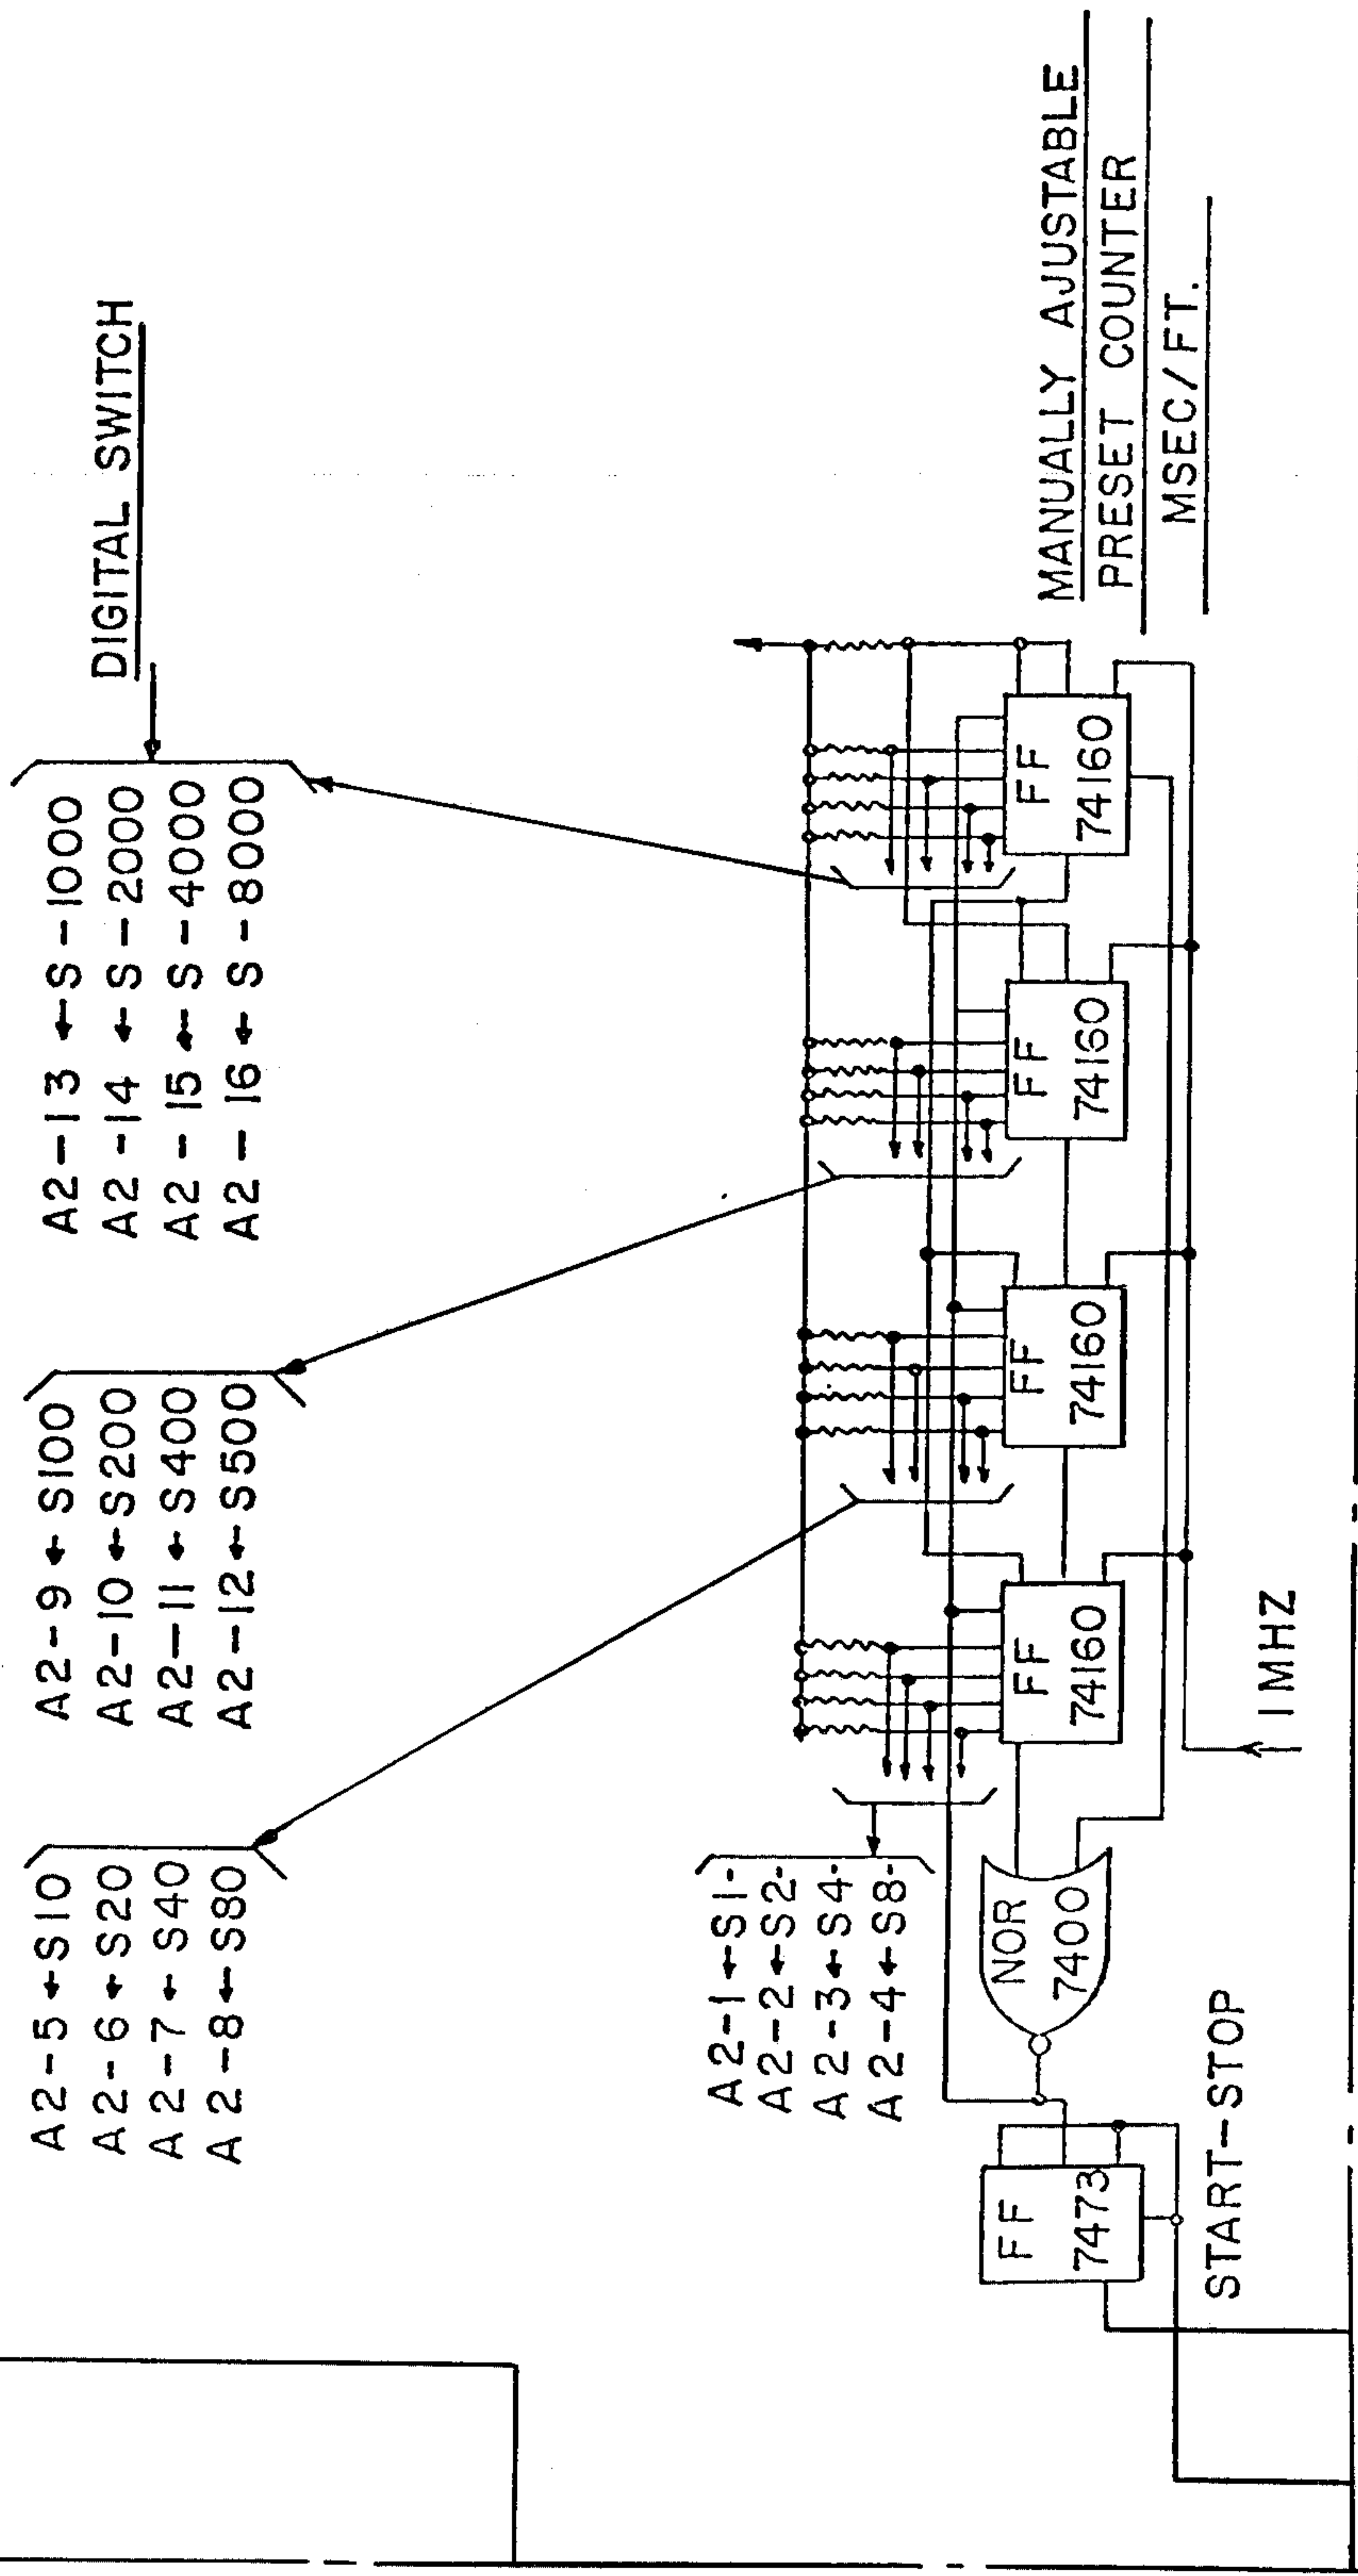 DIGITAL SWITCH
A2-5 ← S10
A2-6 ← S20
A2-7 ← S40
A2-8 ← S80
A2-9 ← S100
A2-10 ← S200
A2-11 ← S400
A2-12 ← S500
A2-13 ← S-1000
A2-14 ← S-2000
A2-15 ← S-4000
A2-16 ← S-8000
A2-1 ← S1-
A2-2 ← S2-
A2-3 ← S4-
A2-4 ← S8-
FF
7473
NOR
7400
FF
74160
FF
74160
FF
74160
FF
74160
START-STOP
1MHZ
MANUALLY AJUSTABLE
PRESET COUNTER
MSEC/FT.